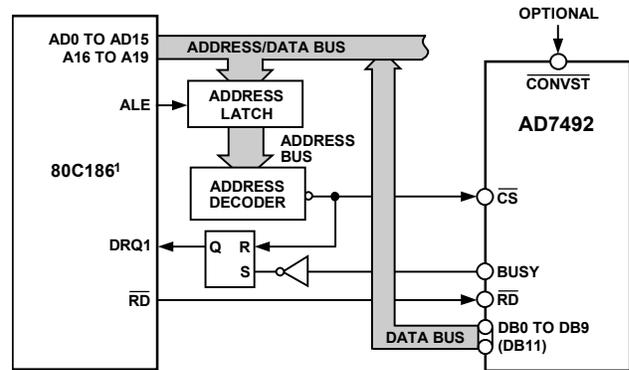 OPTIONAL
AD0 TO AD15
A16 TO A19
ADDRESS/DATA BUS
CONVST
ALE
ADDRESS
LATCH
AD7492
ADDRESS
BUS
80C186¹
ADDRESS
DECODER
CS
DRQ1
Q R
S
BUSY
RD
RD
DB0 TO DB9
(DB11)
DATA BUS